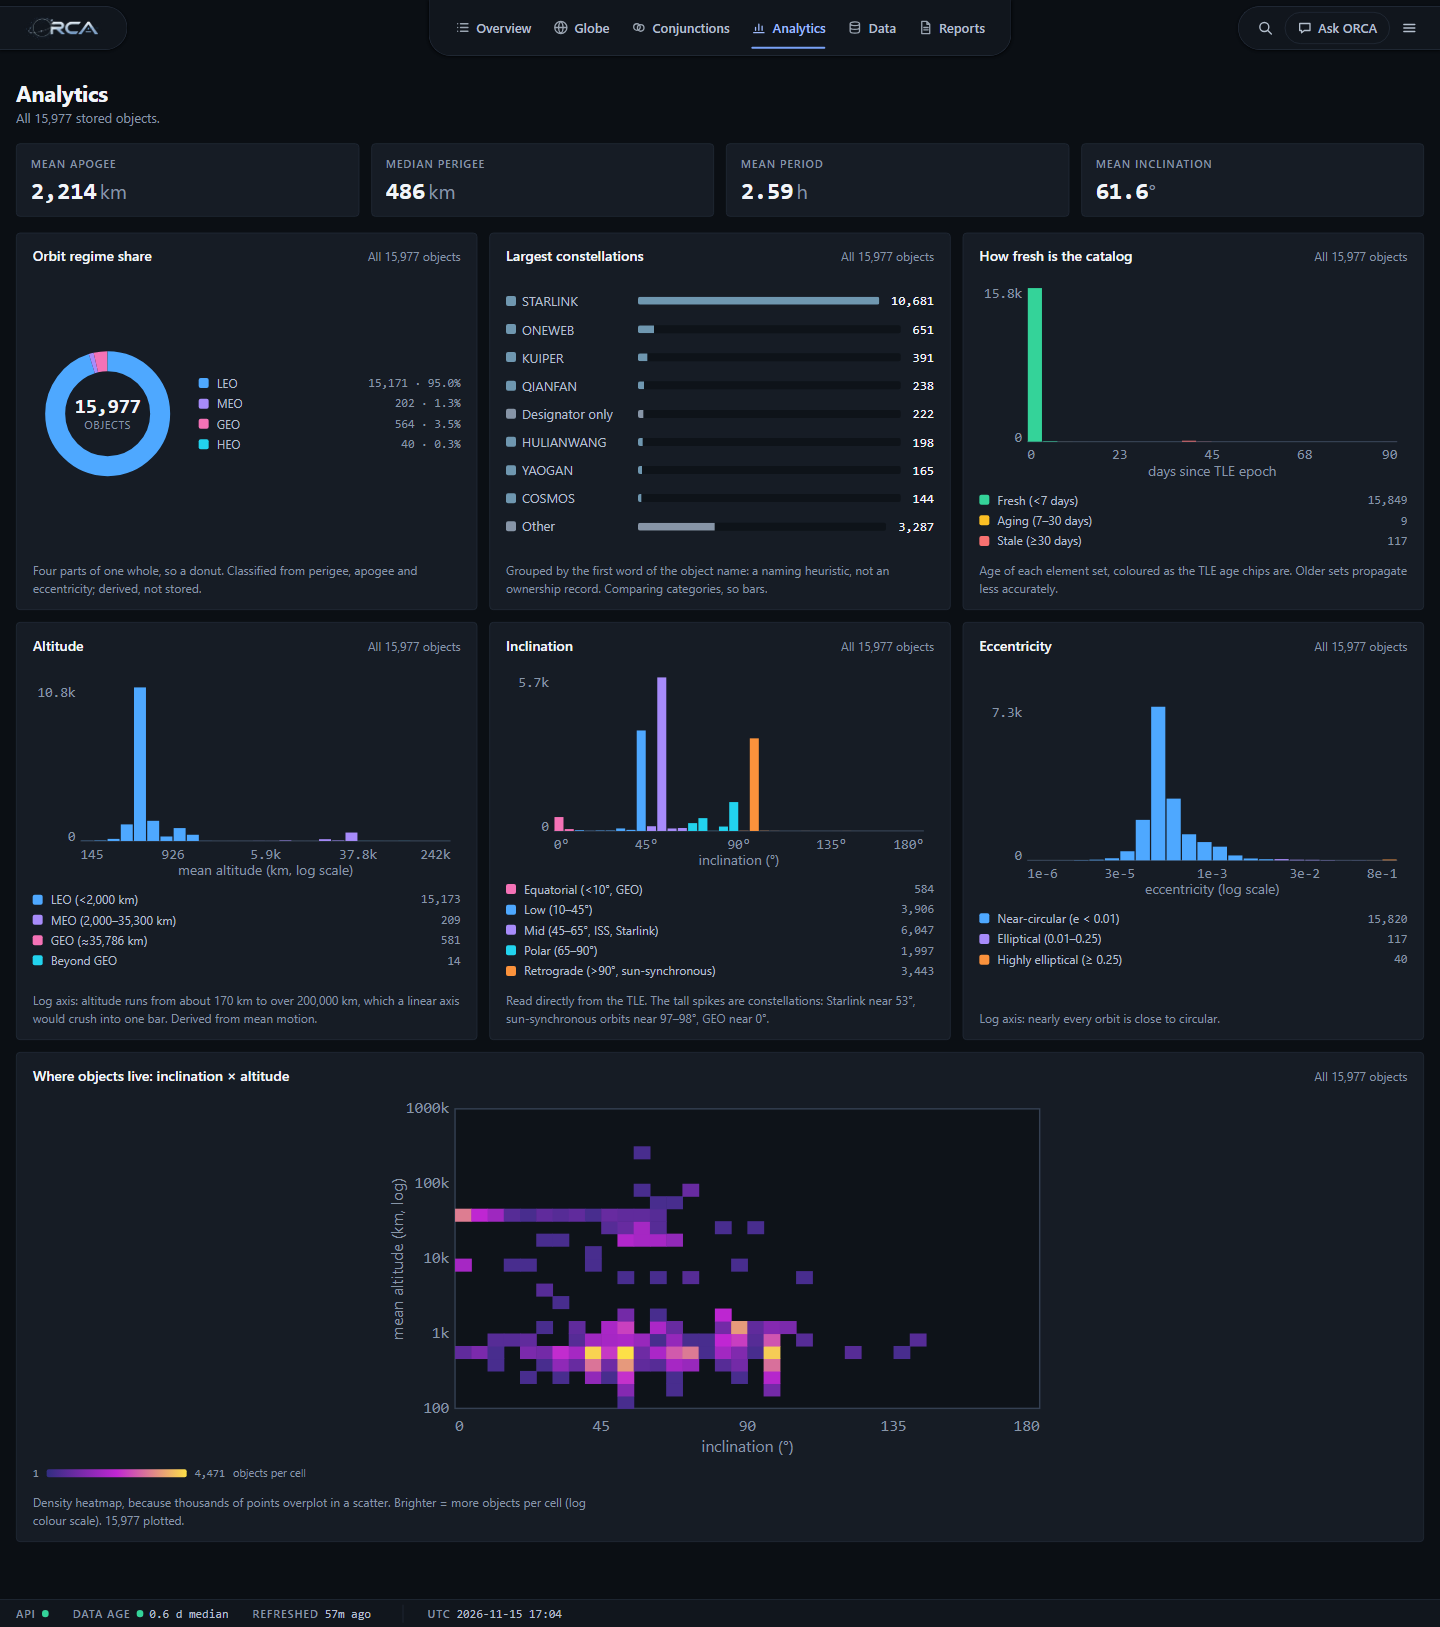 ORCA
Overview
Globe
Conjunctions
Analytics
Data
Reports
Ask ORCA
Analytics
All 15,977 stored objects.
MEAN APOGEE
2,214 km
MEDIAN PERIGEE
486 km
MEAN PERIOD
2.59 h
MEAN INCLINATION
61.6°
Orbit regime share
All 15,977 objects
15,977
OBJECTS
LEO 15,171 · 95.0%
MEO 202 · 1.3%
GEO 564 · 3.5%
HEO 40 · 0.3%
Four parts of one whole, so a donut. Classified from perigee, apogee and
eccentricity; derived, not stored.
Largest constellations
All 15,977 objects
STARLINK 10,681
ONEWEB 651
KUIPER 391
QIANFAN 238
Designator only 222
HULIANWANG 198
YAOGAN 165
COSMOS 144
Other 3,287
Grouped by the first word of the object name: a naming heuristic, not an
ownership record. Comparing categories, so bars.
How fresh is the catalog
All 15,977 objects
15.8k
0
0 23 45 68 90
days since TLE epoch
Fresh (<7 days) 15,849
Aging (7–30 days) 9
Stale (≥30 days) 117
Age of each element set, coloured as the TLE age chips are. Older sets propagate
less accurately.
Altitude
All 15,977 objects
10.8k
0
145 926 5.9k 37.8k 242k
mean altitude (km, log scale)
LEO (<2,000 km) 15,173
MEO (2,000–35,300 km) 209
GEO (≈35,786 km) 581
Beyond GEO 14
Log axis: altitude runs from about 170 km to over 200,000 km, which a linear axis
would crush into one bar. Derived from mean motion.
Inclination
All 15,977 objects
5.7k
0
0° 45° 90° 135° 180°
inclination (°)
Equatorial (<10°, GEO) 584
Low (10–45°) 3,906
Mid (45–65°, ISS, Starlink) 6,047
Polar (65–90°) 1,997
Retrograde (>90°, sun-synchronous) 3,443
Read directly from the TLE. The tall spikes are constellations: Starlink near 53°,
sun-synchronous orbits near 97–98°, GEO near 0°.
Eccentricity
All 15,977 objects
7.3k
0
1e-6 3e-5 1e-3 3e-2 8e-1
eccentricity (log scale)
Near-circular (e < 0.01) 15,820
Elliptical (0.01–0.25) 117
Highly elliptical (≥ 0.25) 40
Log axis: nearly every orbit is close to circular.
Where objects live: inclination × altitude
All 15,977 objects
1000k
100k
10k
1k
100
mean altitude (km, log)
0 45 90 135 180
inclination (°)
1 4,471 objects per cell
Density heatmap, because thousands of points overplot in a scatter. Brighter = more objects per cell (log
colour scale). 15,977 plotted.
API DATA AGE 0.6 d median REFRESHED 57m ago UTC 2026-11-15 17:04